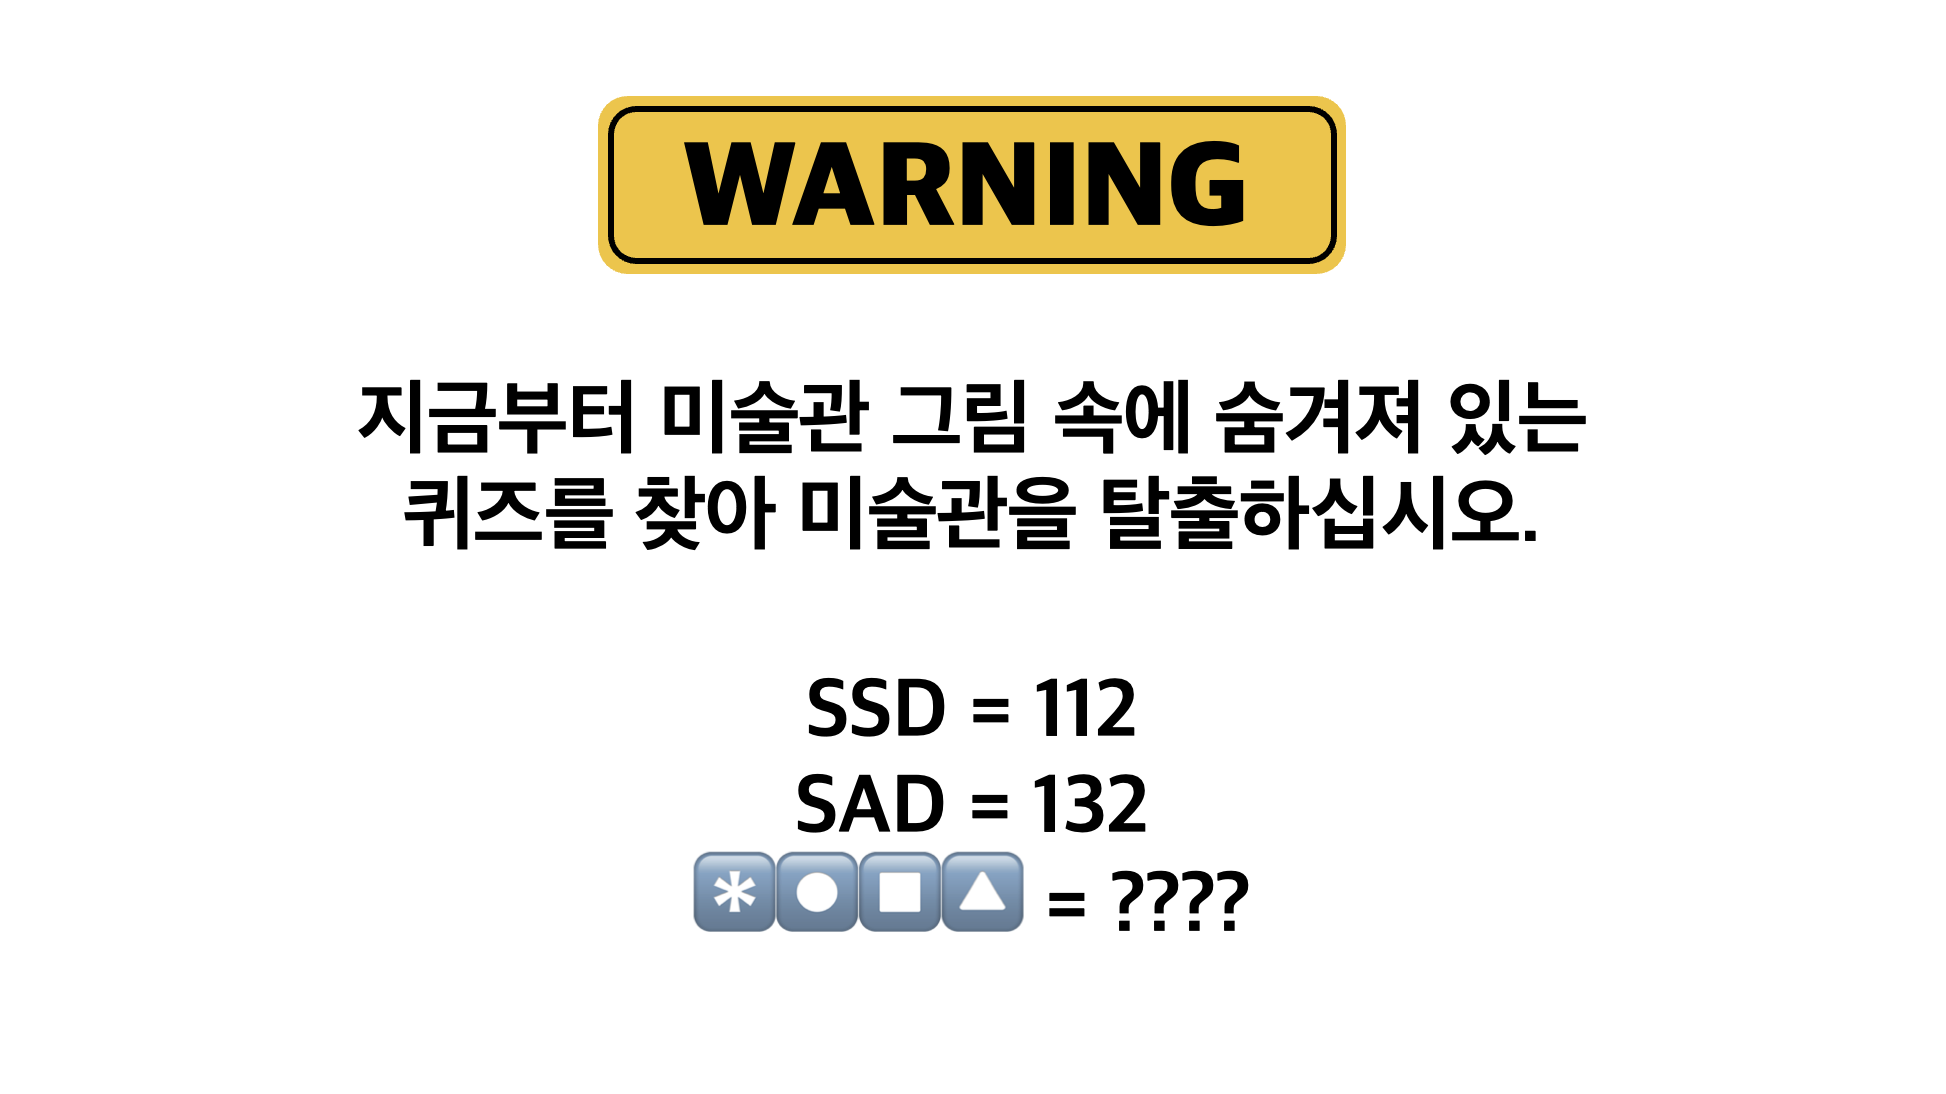 WARNING
지금부터 미술관 그림 속에 숨겨져 있는
퀴즈를 찾아 미술관을 탈출하십시오.
SSD = 112
SAD = 132
*●■▲ = ????